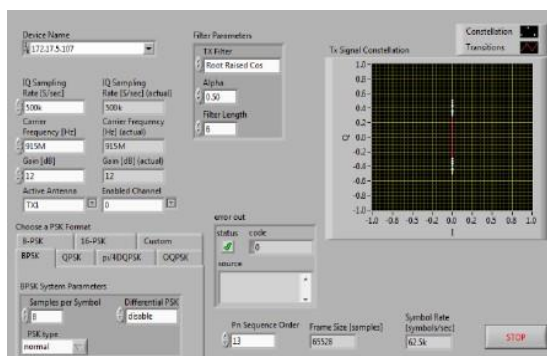 Device Name
172.17.5.107
IQ Sampling
Rate [S/sec]
500k
IQ Sampling
Rate [S/sec] (actual)
500k
Carrier
Frequency [Hz]
915M
Carrier Frequency
[Hz] (actual)
915M
Gain [dB]
12
Gain [dB] (actual)
12
Active Antenna
TX1
Enabled Channel
0
Filter Parameters
TX Filter
Root Raised Cos
Alpha
0.50
Filter Length
6
Constellation
Transitions
Tx Signal Constellation
Q
1.0
0.8
0.6
0.4
0.2
0.0
-0.2
-0.4
-0.6
-0.8
-1.0
-1.0 -0.8 -0.6 -0.4 -0.2 0.0 0.2 0.4 0.6 0.8 1.0
I
Choose a PSK Format
8-PSK 16-PSK Custom
BPSK QPSK pi/4DQPSK OQPSK
BPSK System Parameters
Samples per Symbol
8
Differential PSK
disable
PSK type
normal
error out
status code
0
source
Pn Sequence Order
13
Frame Size [samples]
65528
Symbol Rate
[symbols/sec]
62.5k
STOP